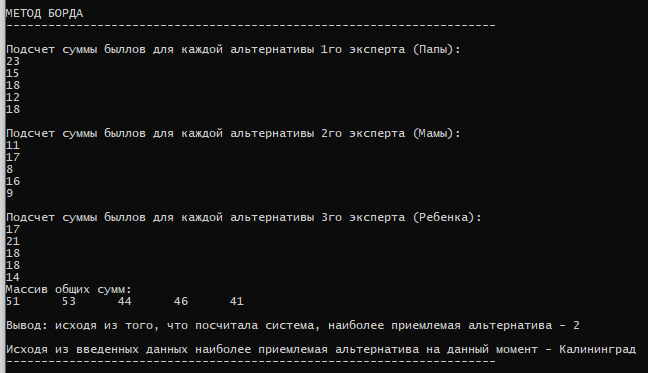 МЕТОД БОРДА
----------------------------------------------------------------------
Подсчет суммы быллов для каждой альтернативы 1го эксперта (Папы):
23
15
18
12
18
Подсчет суммы быллов для каждой альтернативы 2го эксперта (Мамы):
11
17
8
16
9
Подсчет суммы быллов для каждой альтернативы 3го эксперта (Ребенка):
17
21
18
18
14
Массив общих сумм:
51 53 44 46 41
Вывод: исходя из того, что посчитала система, наиболее приемлемая альтернатива - 2
Исходя из введенных данных наиболее приемлемая альтернатива на данный момент - Калининград
----------------------------------------------------------------------